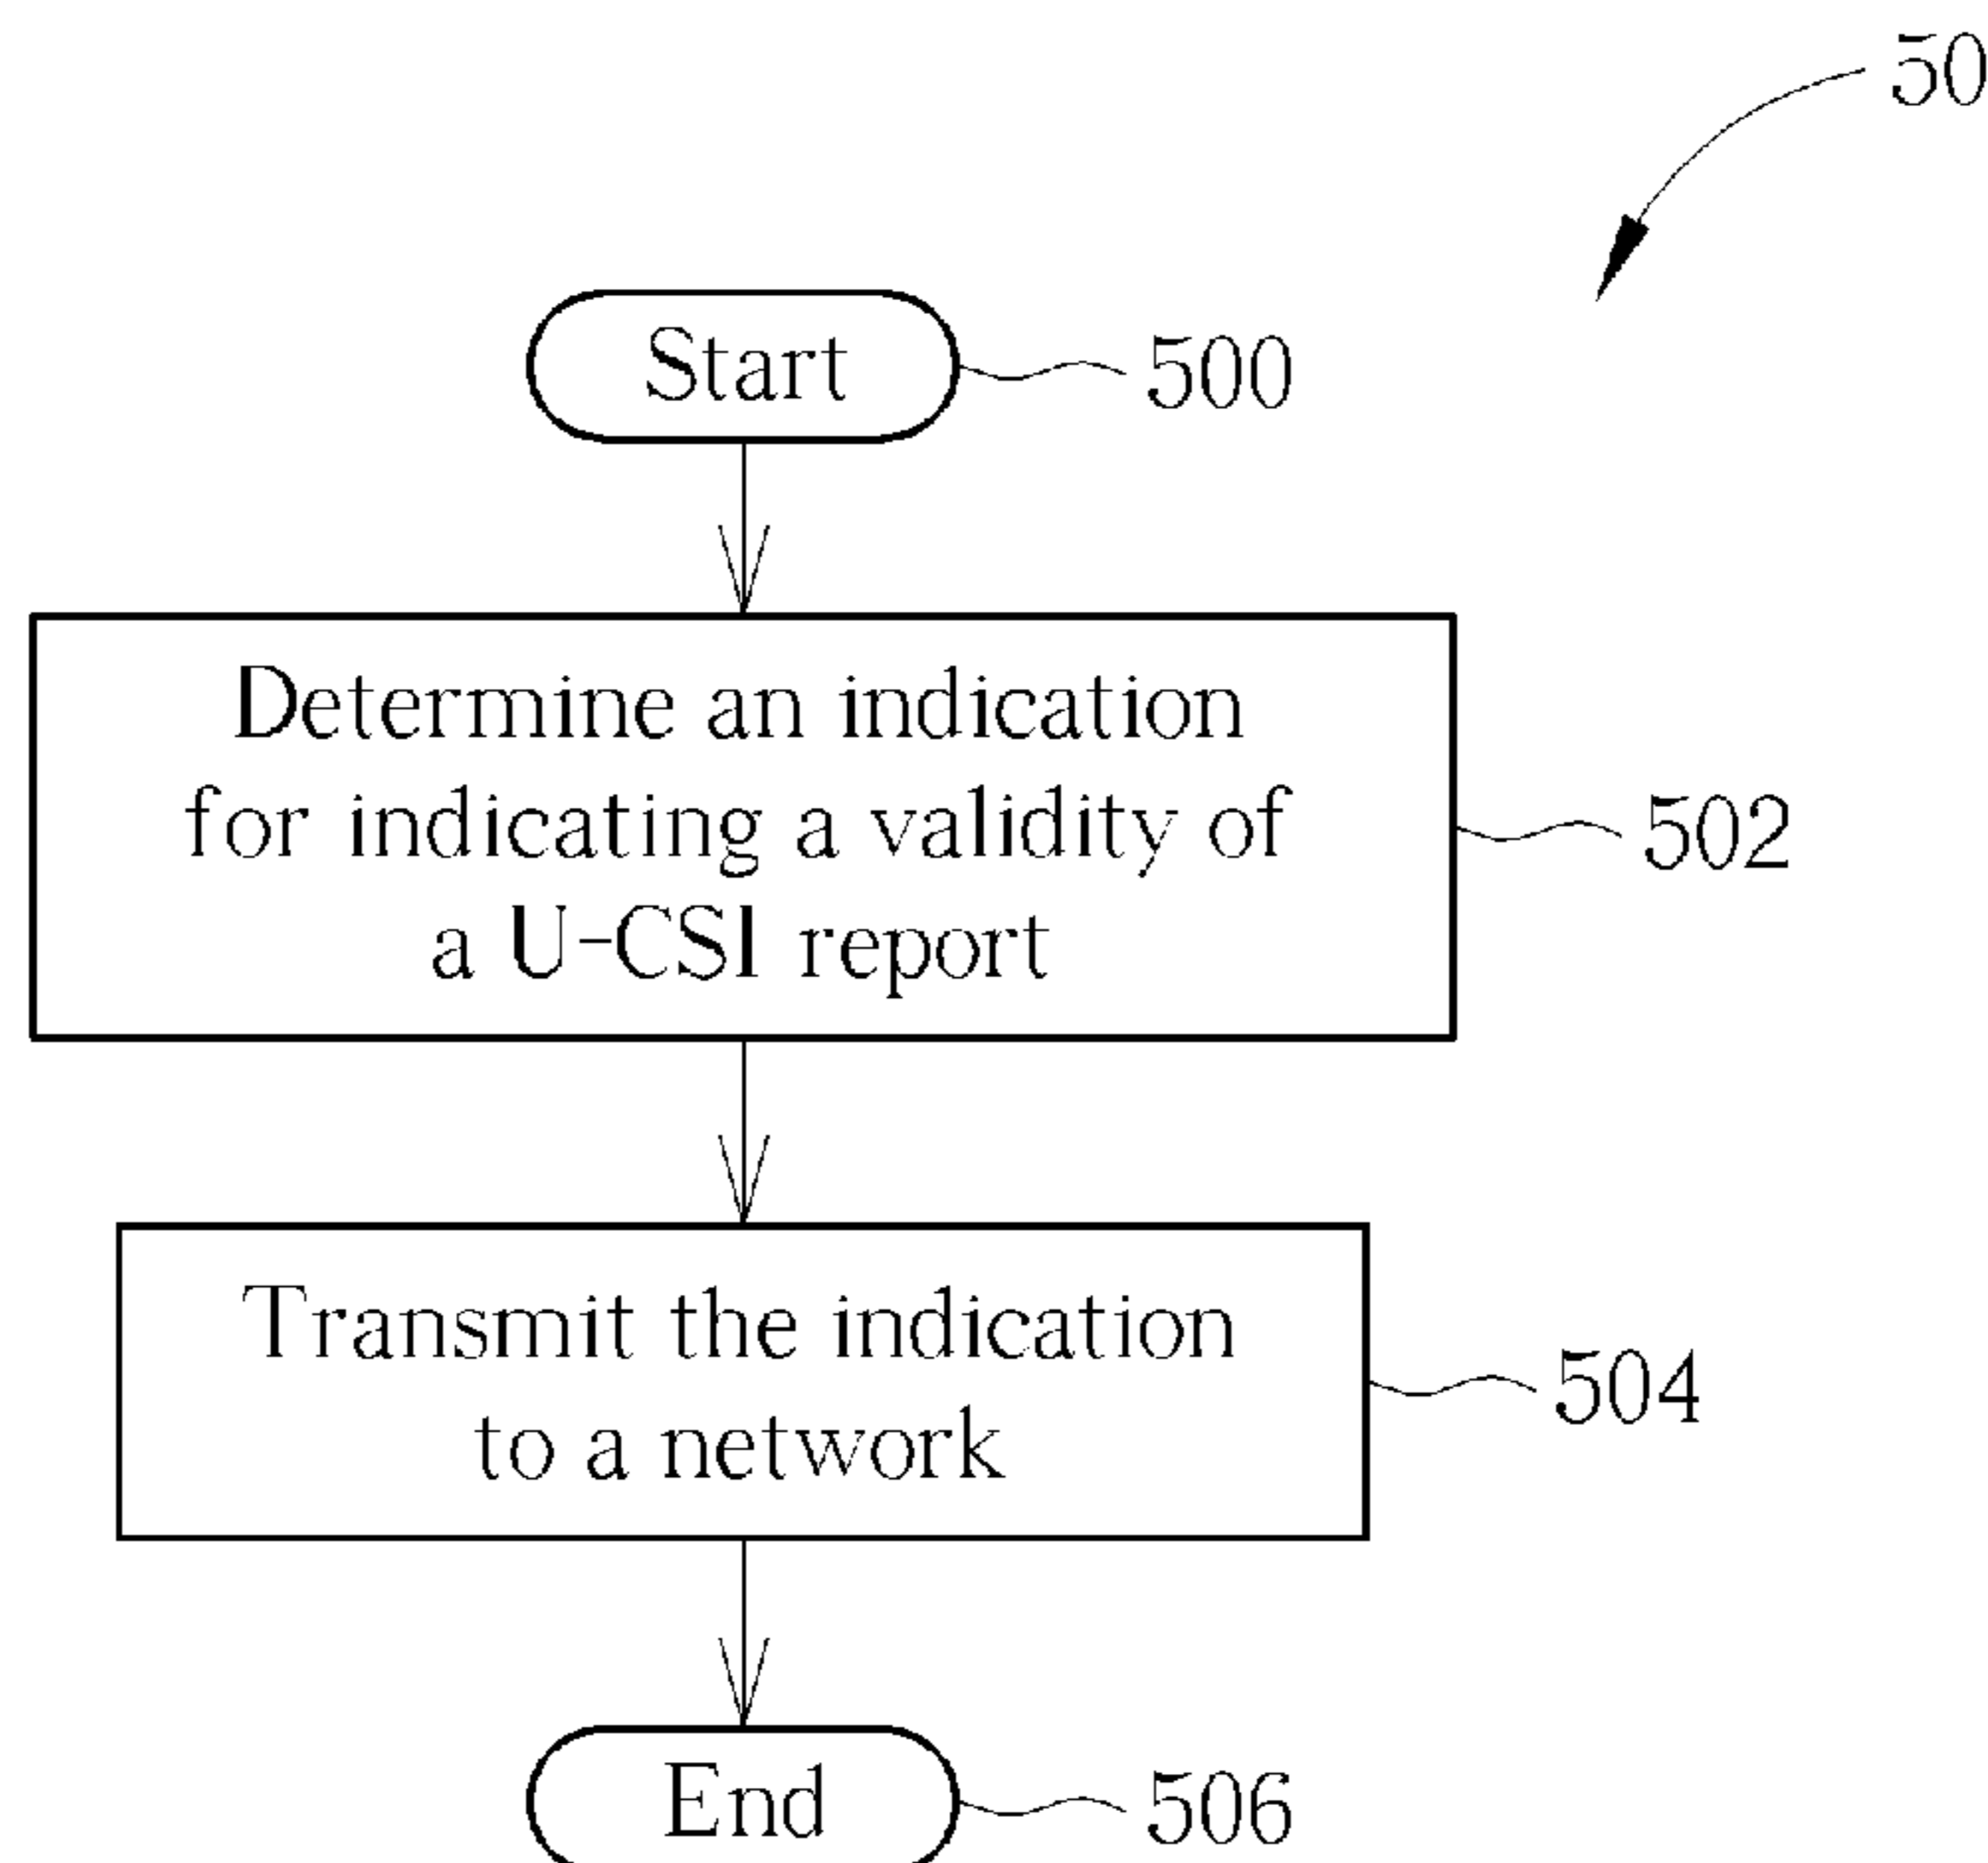 50
Start
500
Determine an indication
for indicating a validity of
a U-CSI report
502
Transmit the indication
to a network
504
End
506